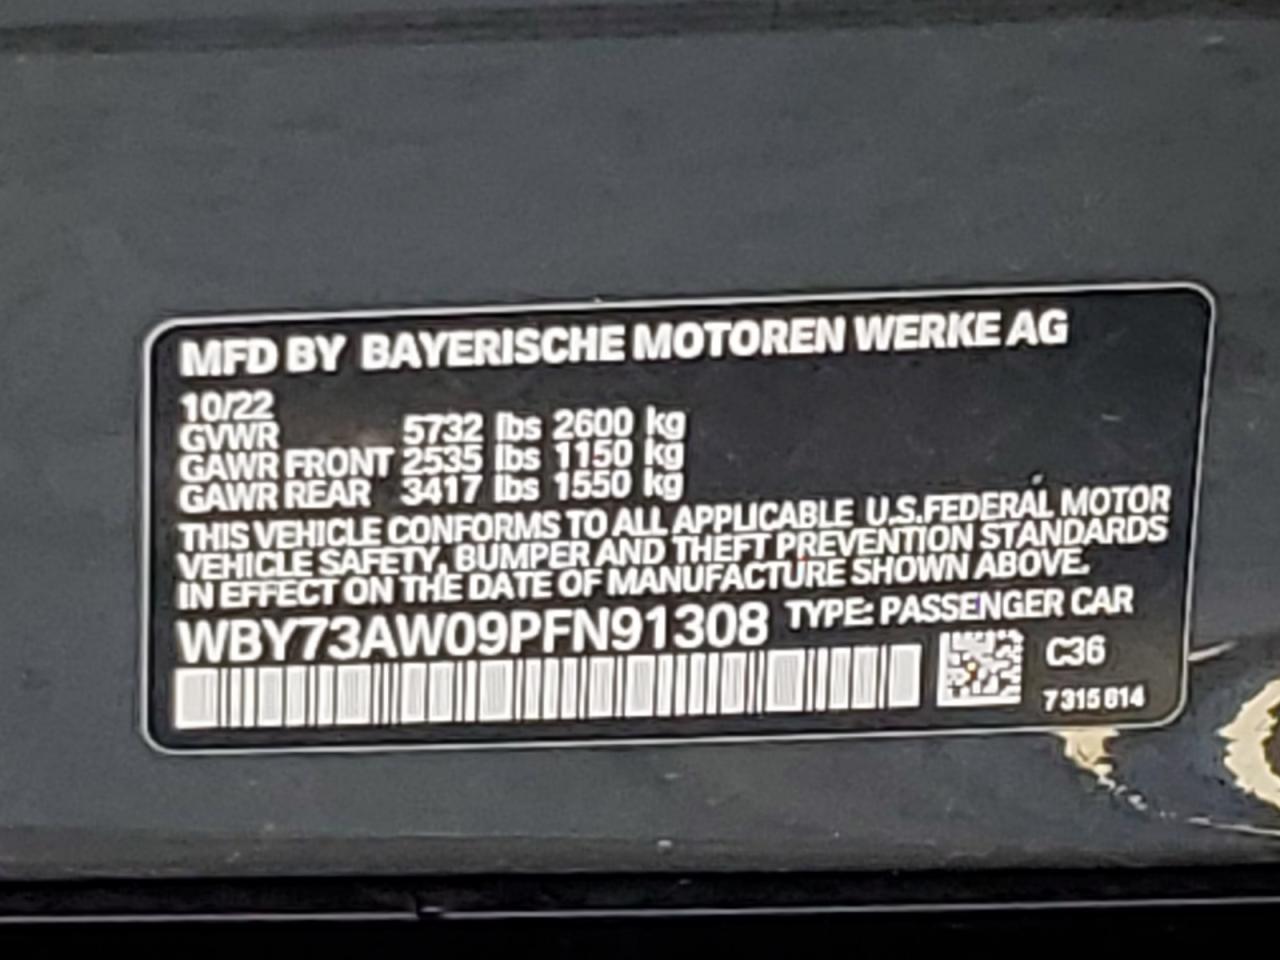 MFD BY BAYERISCHE MOTOREN WERKE AG
10/22
GVWR 5732 lbs 2600 kg
GAWR FRONT 2535 lbs 1150 kg
GAWR REAR 3417 lbs 1550 kg
THIS VEHICLE CONFORMS TO ALL APPLICABLE U.S.FEDERAL MOTOR
VEHICLE SAFETY, BUMPER AND THEFT PREVENTION STANDARDS
IN EFFECT ON THE DATE OF MANUFACTURE SHOWN ABOVE.
WBY73AW09PFN91308 TYPE: PASSENGER CAR
C36
7 315 814